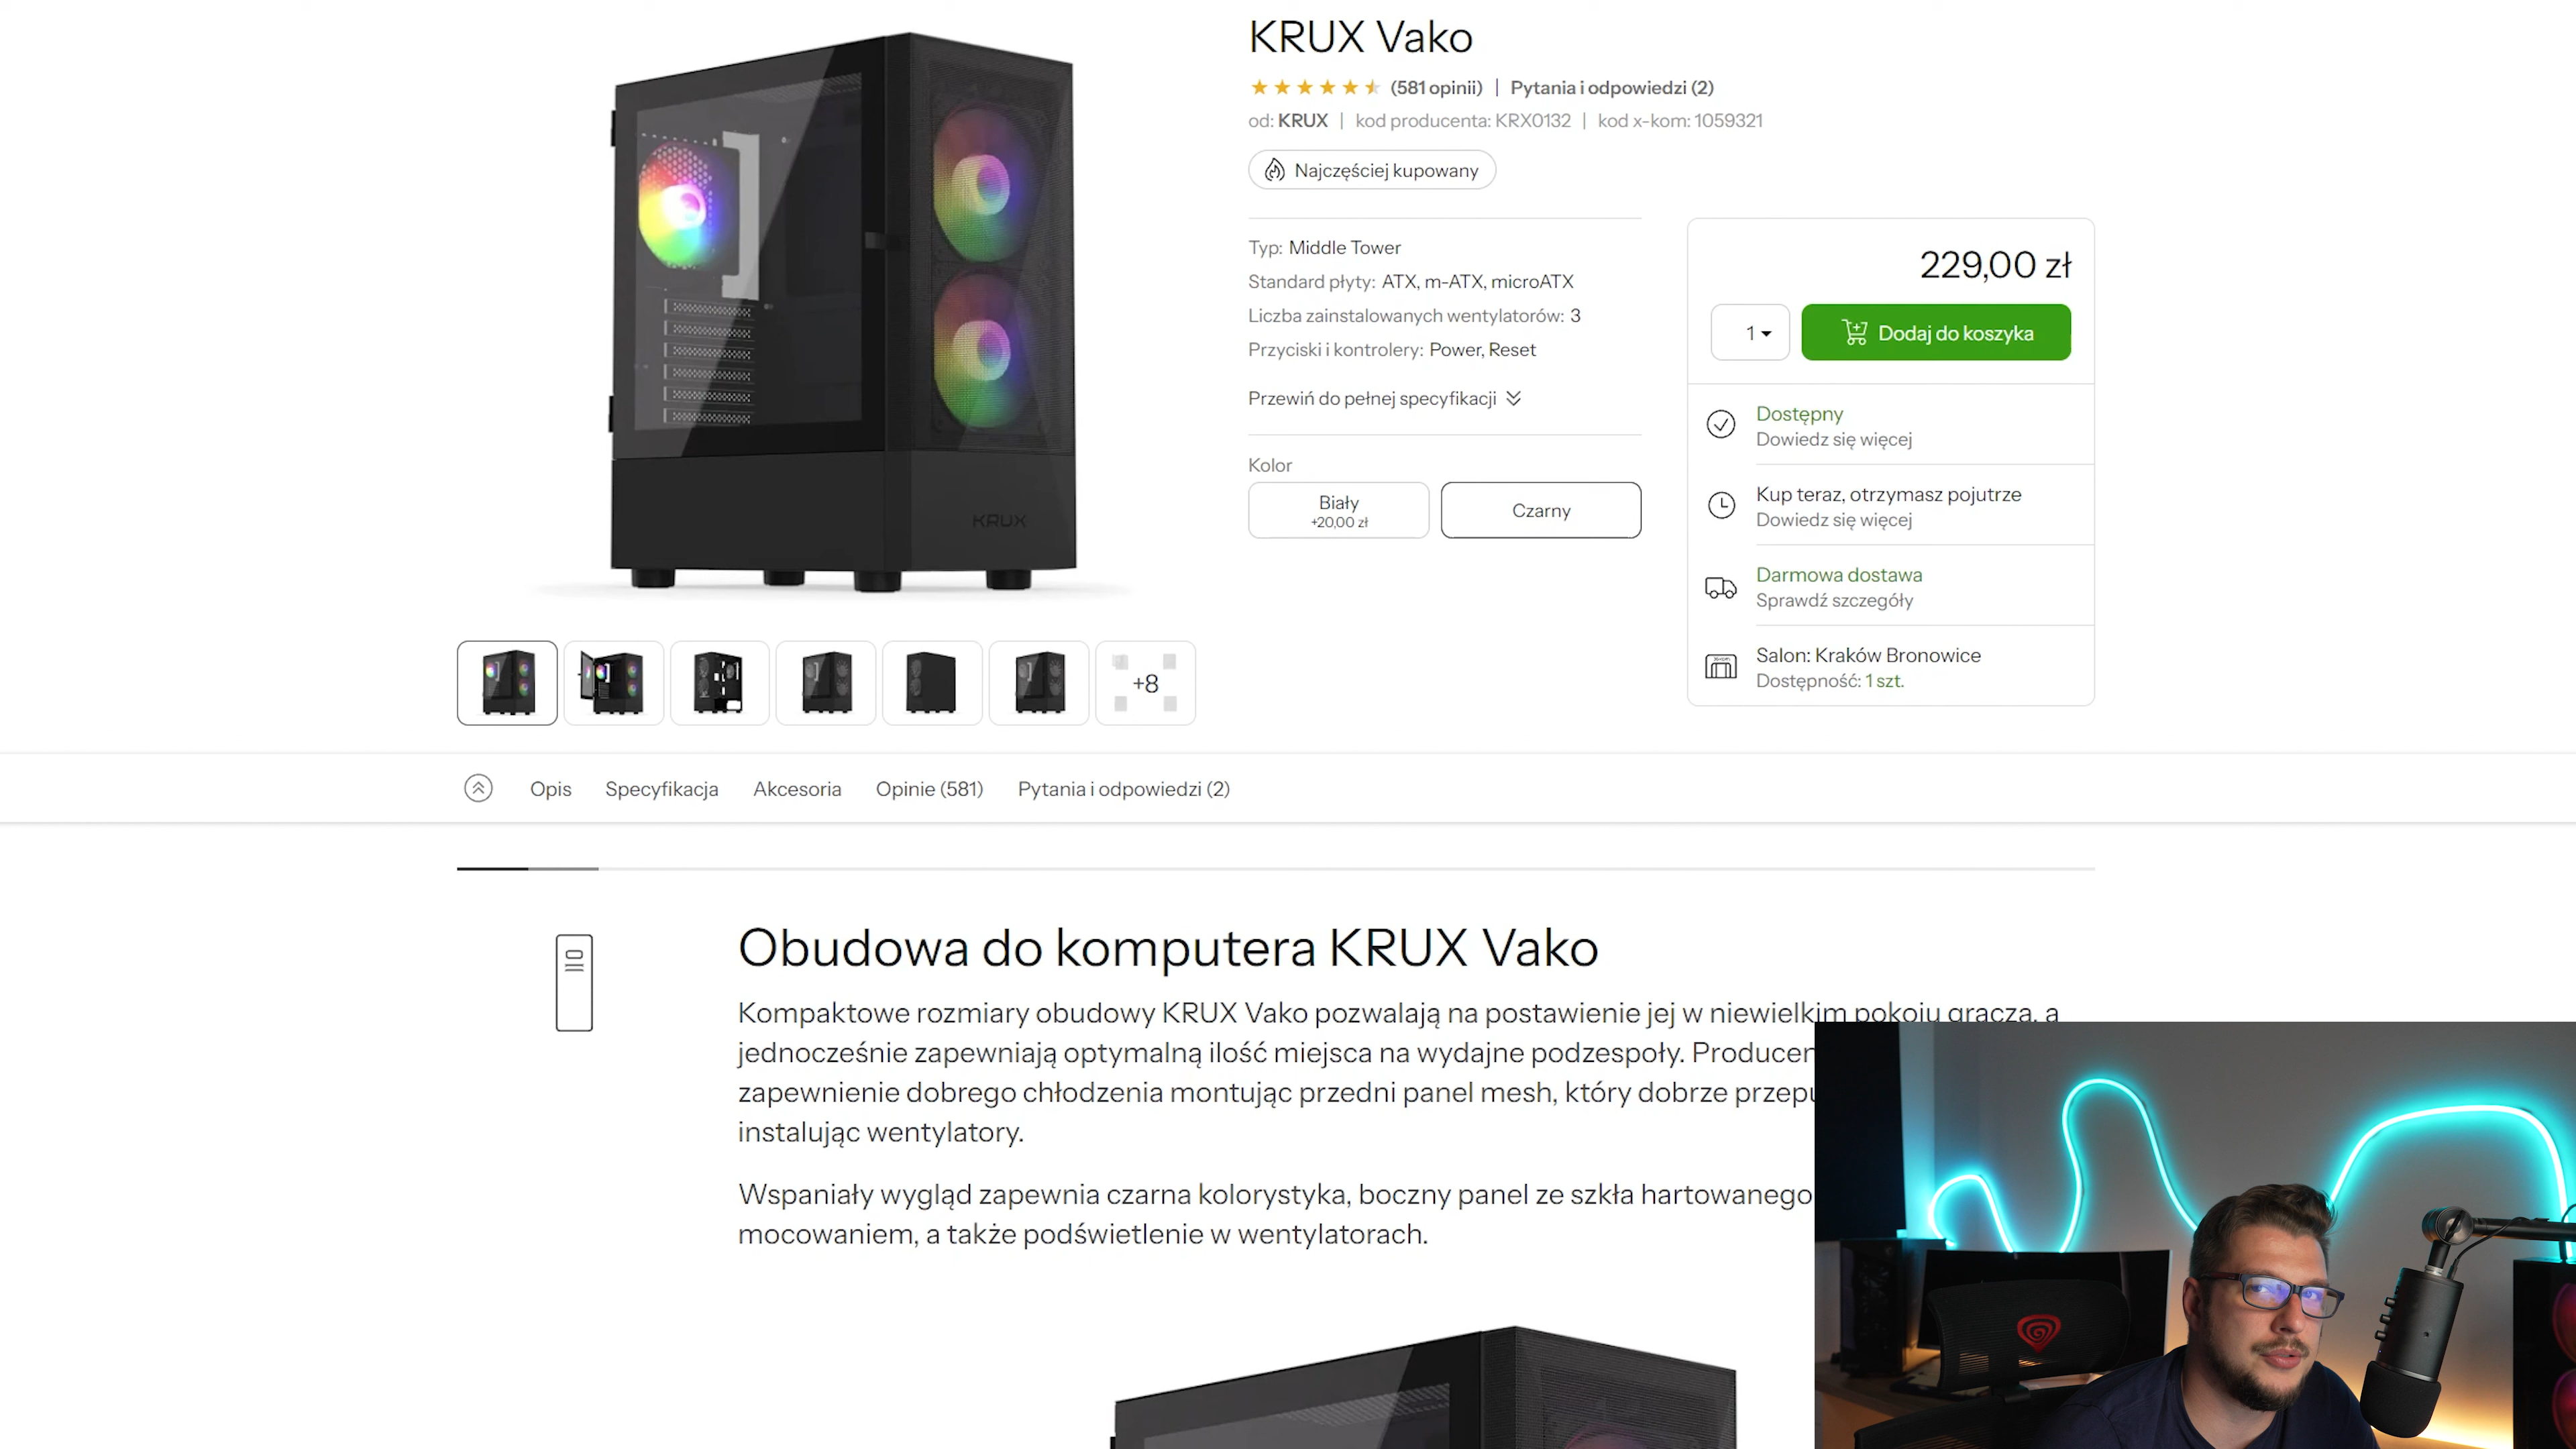 KRUX Vako
(581 opinii) | Pytania i odpowiedzi (2)
od: KRUX | kod producenta: KRX0132 | kod x-kom: 1059321
Najczęściej kupowany
Typ: Middle Tower
Standard płyty: ATX, m-ATX, microATX
Liczba zainstalowanych wentylatorów: 3
Przyciski i kontrolery: Power, Reset
Przewiń do pełnej specyfikacji
Kolor
Biały
+20,00 zł
Czarny
229,00 zł
1
Dodaj do koszyka
Dostępny
Dowiedz się więcej
Kup teraz, otrzymasz pojutrze
Dowiedz się więcej
Darmowa dostawa
Sprawdź szczegóły
Salon: Kraków Bronowice
Dostępność: 1 szt.
KRUX
+8
Opis
Specyfikacja
Akcesoria
Opinie (581)
Pytania i odpowiedzi (2)
Obudowa do komputera KRUX Vako
Kompaktowe rozmiary obudowy KRUX Vako pozwalają na postawienie jej w niewielkim pokoju gracza, a
jednocześnie zapewniają optymalną ilość miejsca na wydajne podzespoły.
zapewnienie dobrego chłodzenia montując przedni panel mesh, który dobrze
instalując wentylatory.
Wspaniały wygląd zapewnia czarna kolorystyka, boczny panel ze szkła hartowanego
mocowaniem, a także podświetlenie w wentylatorach.